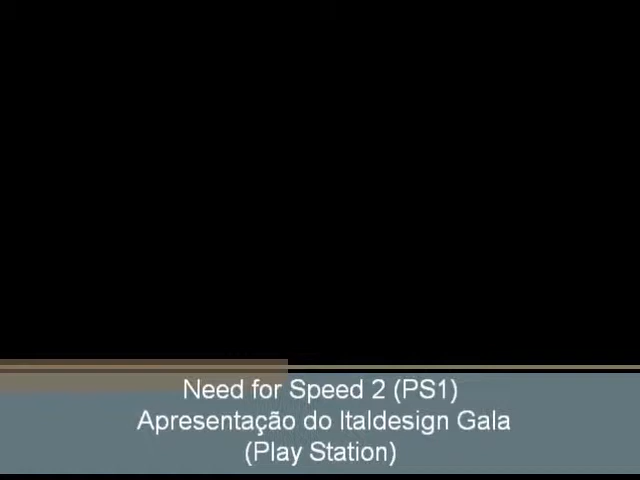 Need for Speed 2 (PS1)
Apresentação do Italdesign Gala
(Play Station)